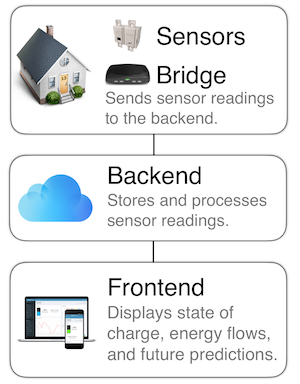 Sensors
Bridge
Sends sensor readings
to the backend.
Backend
Stores and processes
sensor readings.
Frontend
Displays state of
charge, energy flows,
and future predictions.